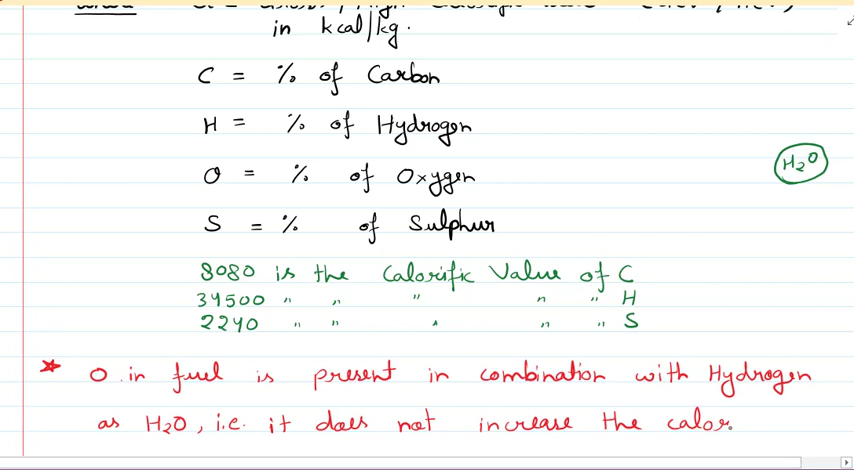 in kcal/kg.
C = % of Carbon
H = % of Hydrogen
O = % of Oxygen
H2O
S = % of Sulphur
8080 is the Calorific Value of C
34500 " " " " " H
2240 " " " " " S
* O in fuel is present in combination with Hydrogen
as H2O, i.e. it does not increase the calor.